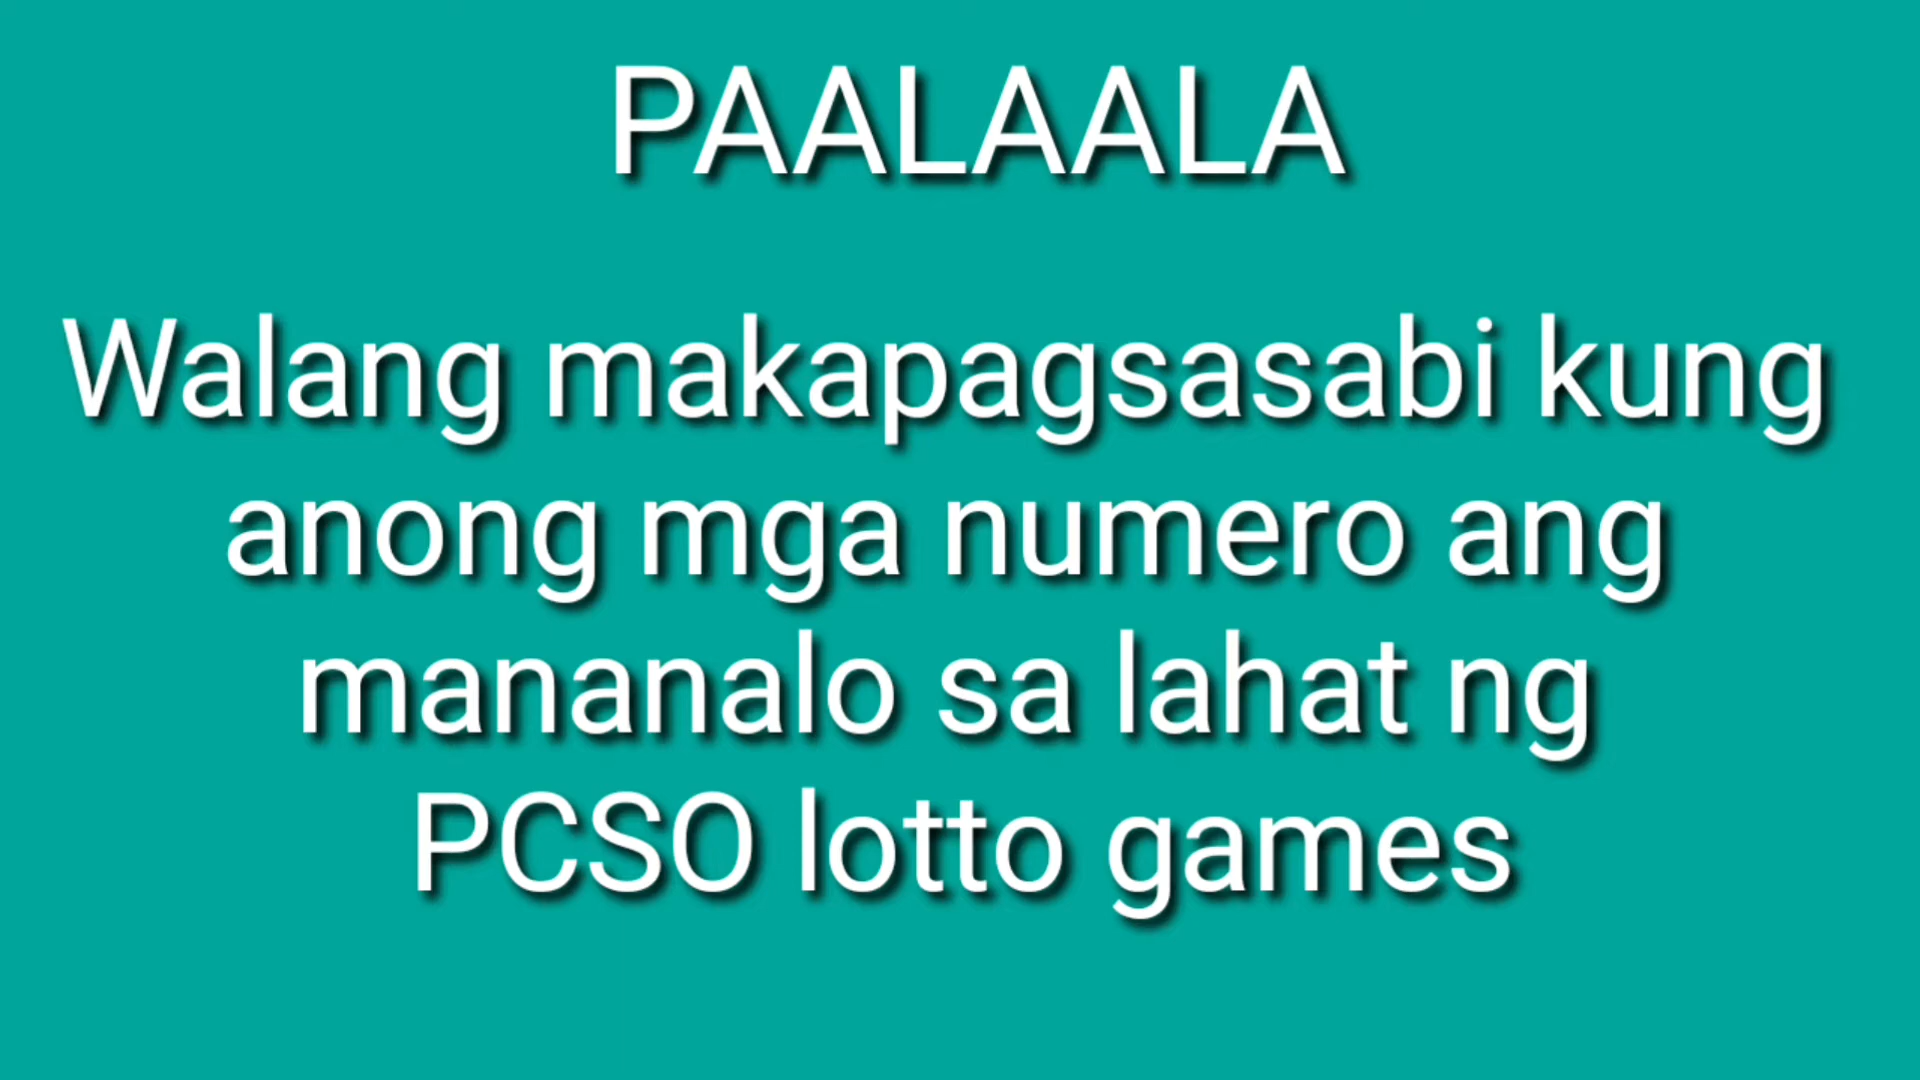 PAALAALA
Walang makapagsasabi kung
anong mga numero ang
mananalo sa lahat ng
PCSO lotto games